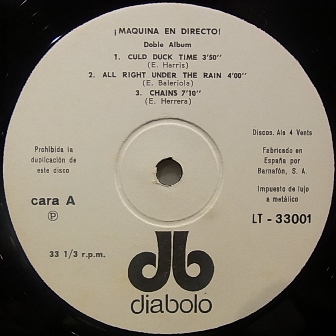 ¡MAQUINA EN DIRECTO!
Doble Album
1. CULD DUCK TIME 3'50"
(E. Harris)
2. ALL RIGHT UNDER THE RAIN 4'00"
(E. Baleriola)
3. CHAINS 7'10"
(E. Herrera)
Prohibida la
duplicación de
este disco
Discos. Als 4 Vents
Fabricado en
España por
Barnafón, S. A.
Impuesto de lujo
a metálico
cara A
P
LT - 33001
33 1/3 r.p.m.
db
diabolo